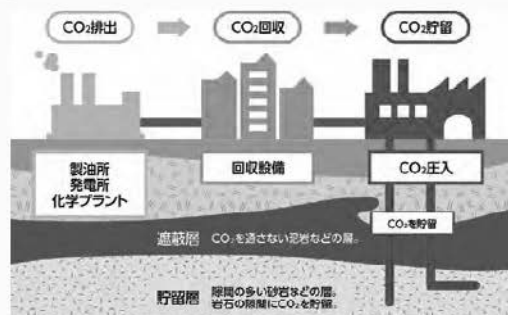 CO₂排出
CO₂回収
CO₂貯留
製油所
発電所
化学プラント
回収設備
CO₂圧入
CO₂を貯留
遮蔽層 CO₂を通さない泥岩などの層。
貯留層 隙間の多い砂岩などの層。
岩石の隙間にCO₂を貯留。